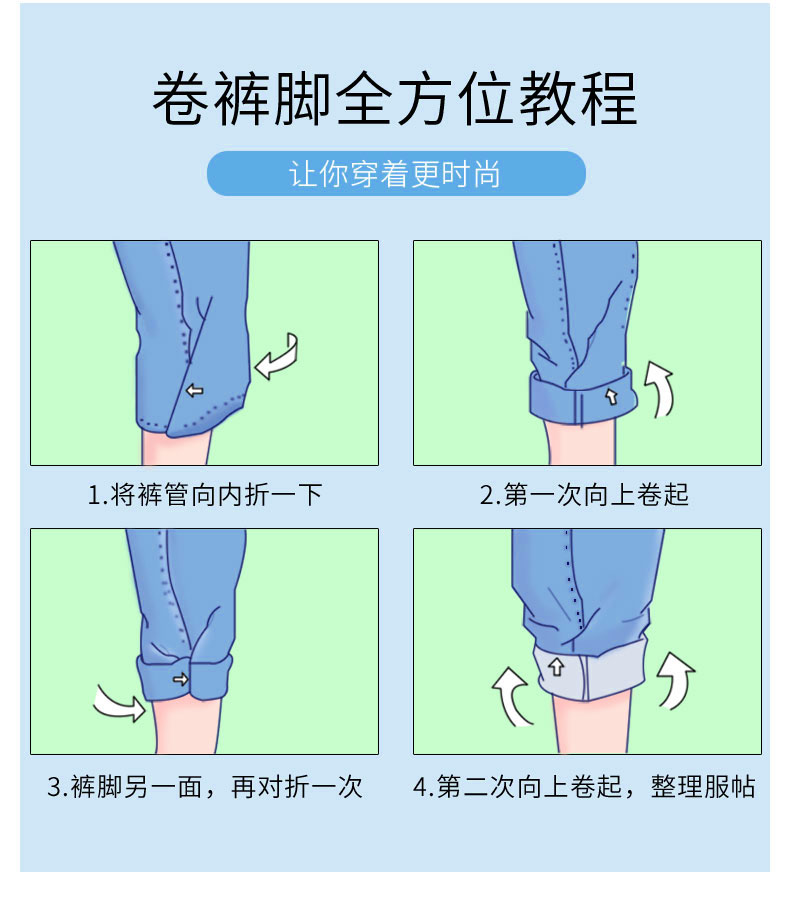 卷裤脚全方位教程
让你穿着更时尚
1.将裤管向内折一下
2.第一次向上卷起
3.裤脚另一面，再对折一次
4.第二次向上卷起，整理服帖